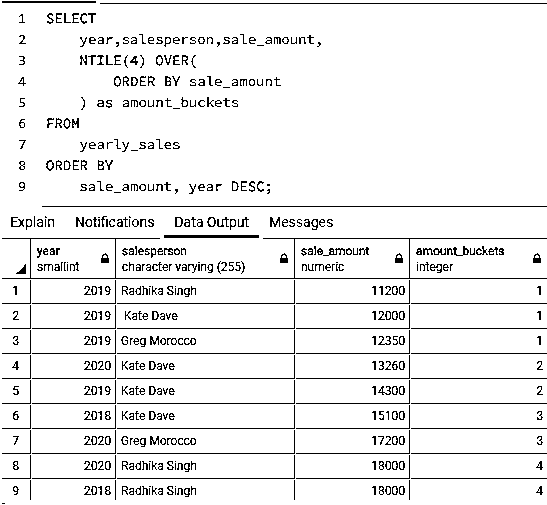 1 SELECT
2 year,salesperson,sale_amount,
3 NTILE(4) OVER(
4 ORDER BY sale_amount
5 ) as amount_buckets
6 FROM
7 yearly_sales
8 ORDER BY
9 sale_amount, year DESC;
Explain Notifications Data Output Messages
year salesperson sale_amount amount_buckets
smallint character varying (255) numeric integer
1 2019 Radhika Singh 11200 1
2 2019 Kate Dave 12000 1
3 2019 Greg Morocco 12350 1
4 2020 Kate Dave 13260 2
5 2019 Kate Dave 14300 2
6 2018 Kate Dave 15100 3
7 2020 Greg Morocco 17200 3
8 2020 Radhika Singh 18000 4
9 2018 Radhika Singh 18000 4